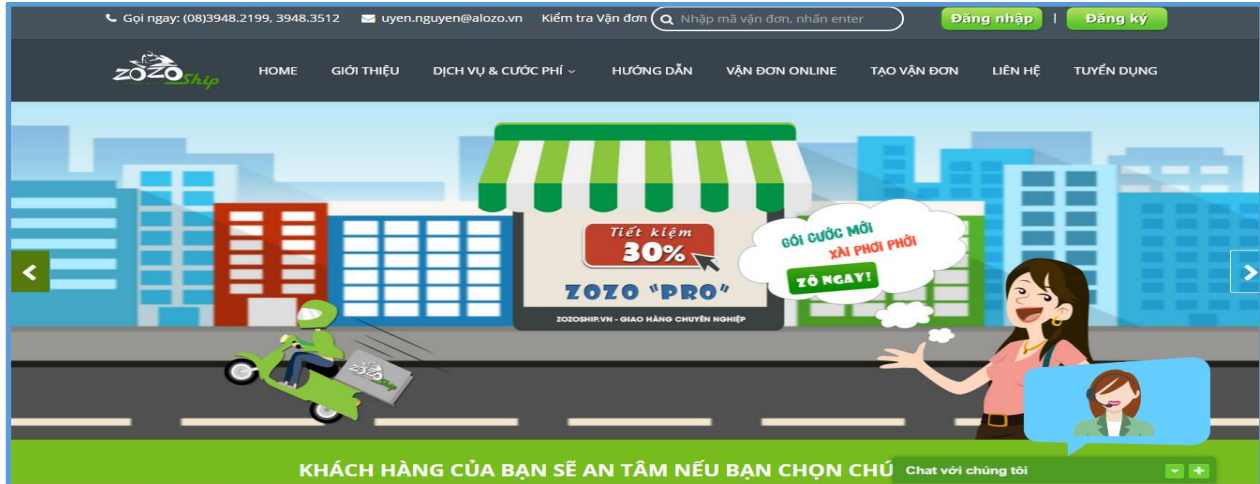 Gọi ngay: (08)3948.2199, 3948.3512 uyen.nguyen@alozo.vn Kiểm tra Vận đơn Nhập mã vận đơn, nhấn enter Đăng nhập | Đăng ký
ZOZO Ship HOME GIỚI THIỆU DỊCH VỤ & CƯỚC PHÍ HƯỚNG DẪN VẬN ĐƠN ONLINE TẠO VẬN ĐƠN LIÊN HỆ TUYỂN DỤNG
Tiết kiệm
30%
ZOZO "PRO"
ZOZOSHIP.VN - GIAO HÀNG CHUYÊN NGHIỆP
GÓI CƯỚC MỚI
XÀI PHƠI PHỚI
ZÔ NGAY!
ZOZO Ship
KHÁCH HÀNG CỦA BẠN SẼ AN TÂM NẾU BẠN CHỌN CHÚ
Chat với chúng tôi